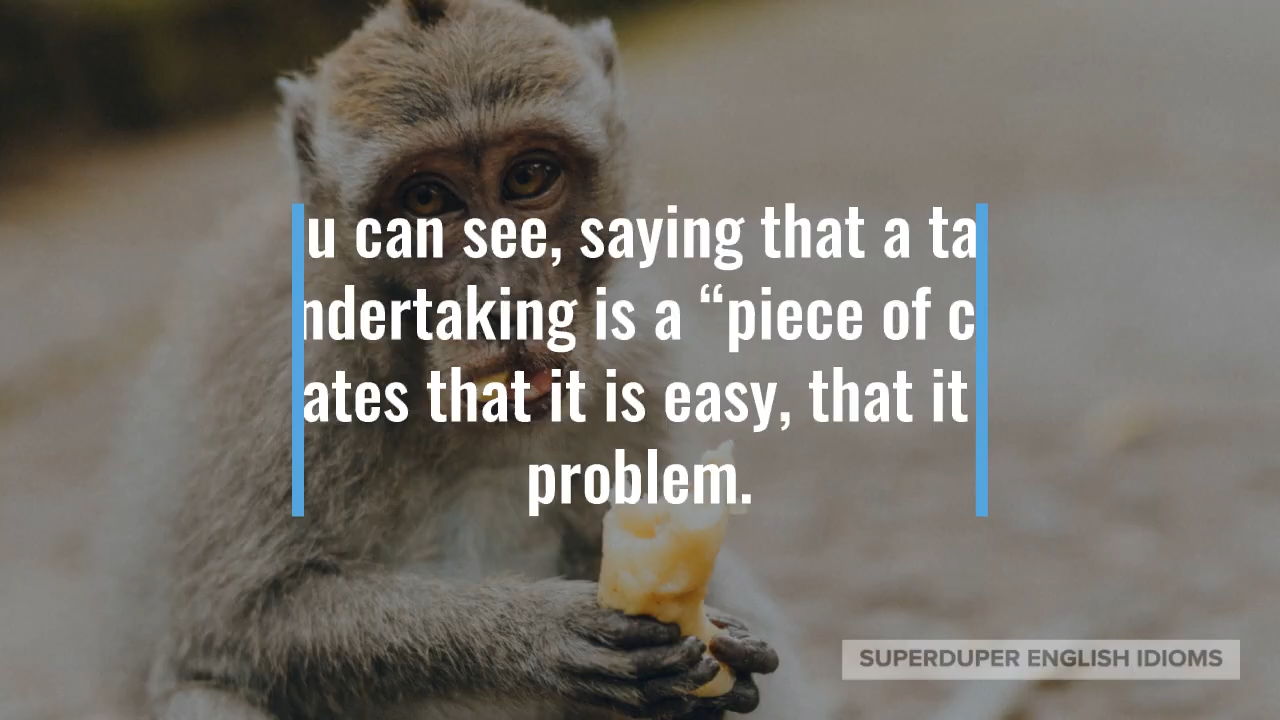 u can see, saying that a ta
ndertaking is a “piece of c
ates that it is easy, that it
problem.
SUPERDUPER ENGLISH IDIOMS